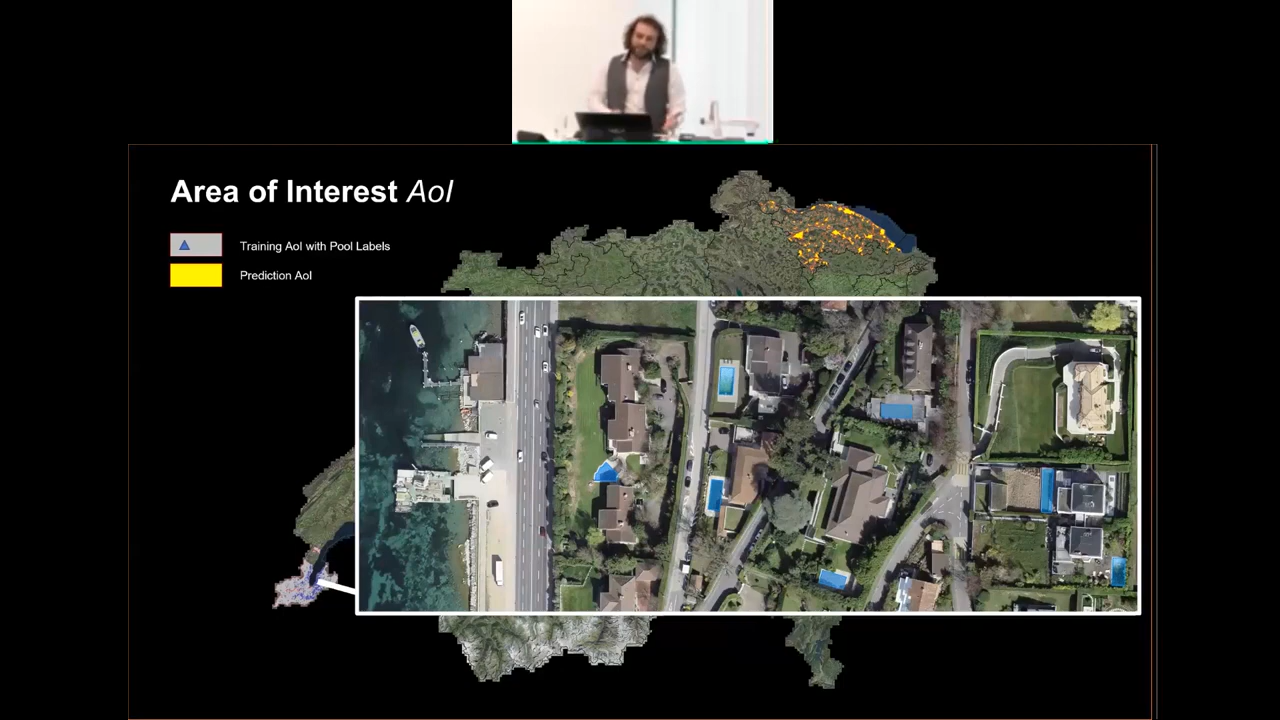 Area of Interest AoI
Training AoI with Pool Labels
Prediction AoI